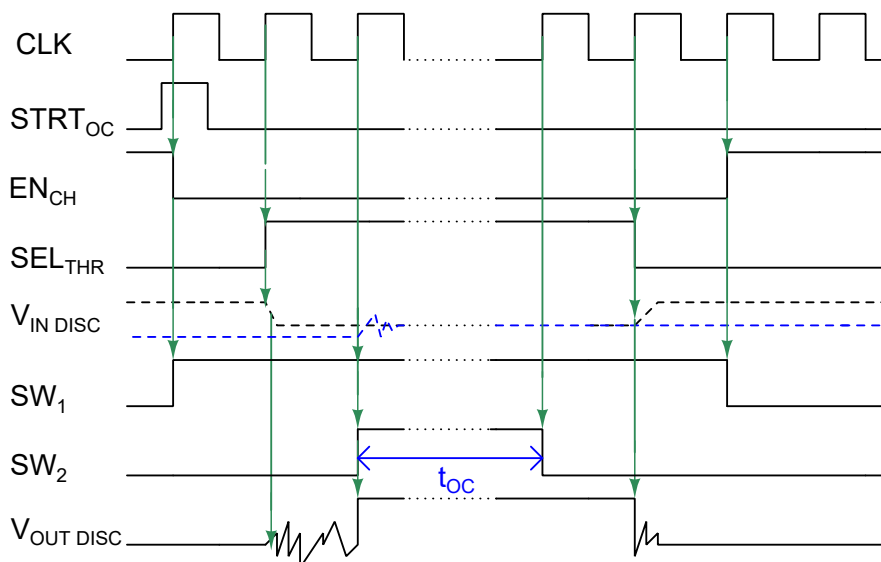 CLK
STRT_OC
EN_CH
SEL_THR
V_IN DISC
SW_1
SW_2
t_OC
V_OUT DISC